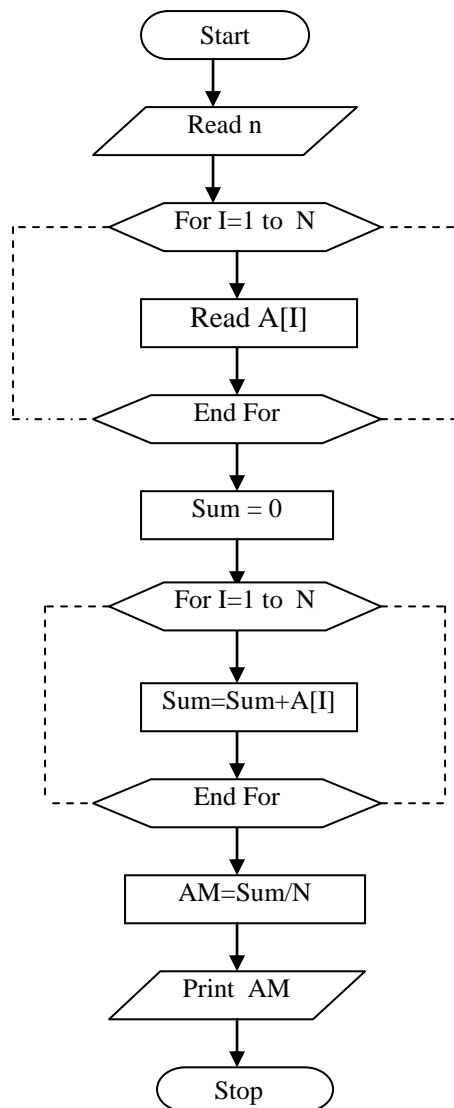 Start
Read n
For I=1 to  N
Read A[I]
End For
Sum = 0
For I=1 to  N
Sum=Sum+A[I]
End For
AM=Sum/N
Print  AM
Stop